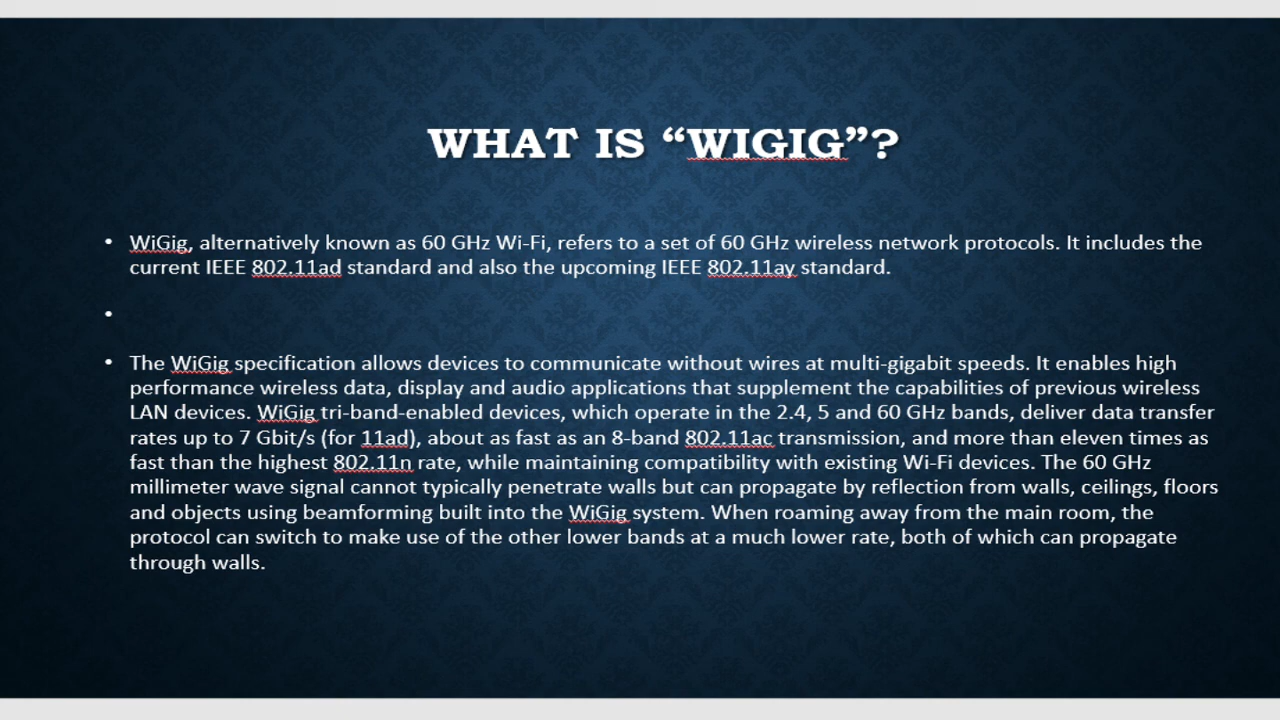 WHAT IS “WIGIG”?
• WiGig, alternatively known as 60 GHz Wi-Fi, refers to a set of 60 GHz wireless network protocols. It includes the
current IEEE 802.11ad standard and also the upcoming IEEE 802.11ay standard.
•
• The WiGig specification allows devices to communicate without wires at multi-gigabit speeds. It enables high
performance wireless data, display and audio applications that supplement the capabilities of previous wireless
LAN devices. WiGig tri-band-enabled devices, which operate in the 2.4, 5 and 60 GHz bands, deliver data transfer
rates up to 7 Gbit/s (for 11ad), about as fast as an 8-band 802.11ac transmission, and more than eleven times as
fast than the highest 802.11n rate, while maintaining compatibility with existing Wi-Fi devices. The 60 GHz
millimeter wave signal cannot typically penetrate walls but can propagate by reflection from walls, ceilings, floors
and objects using beamforming built into the WiGig system. When roaming away from the main room, the
protocol can switch to make use of the other lower bands at a much lower rate, both of which can propagate
through walls.